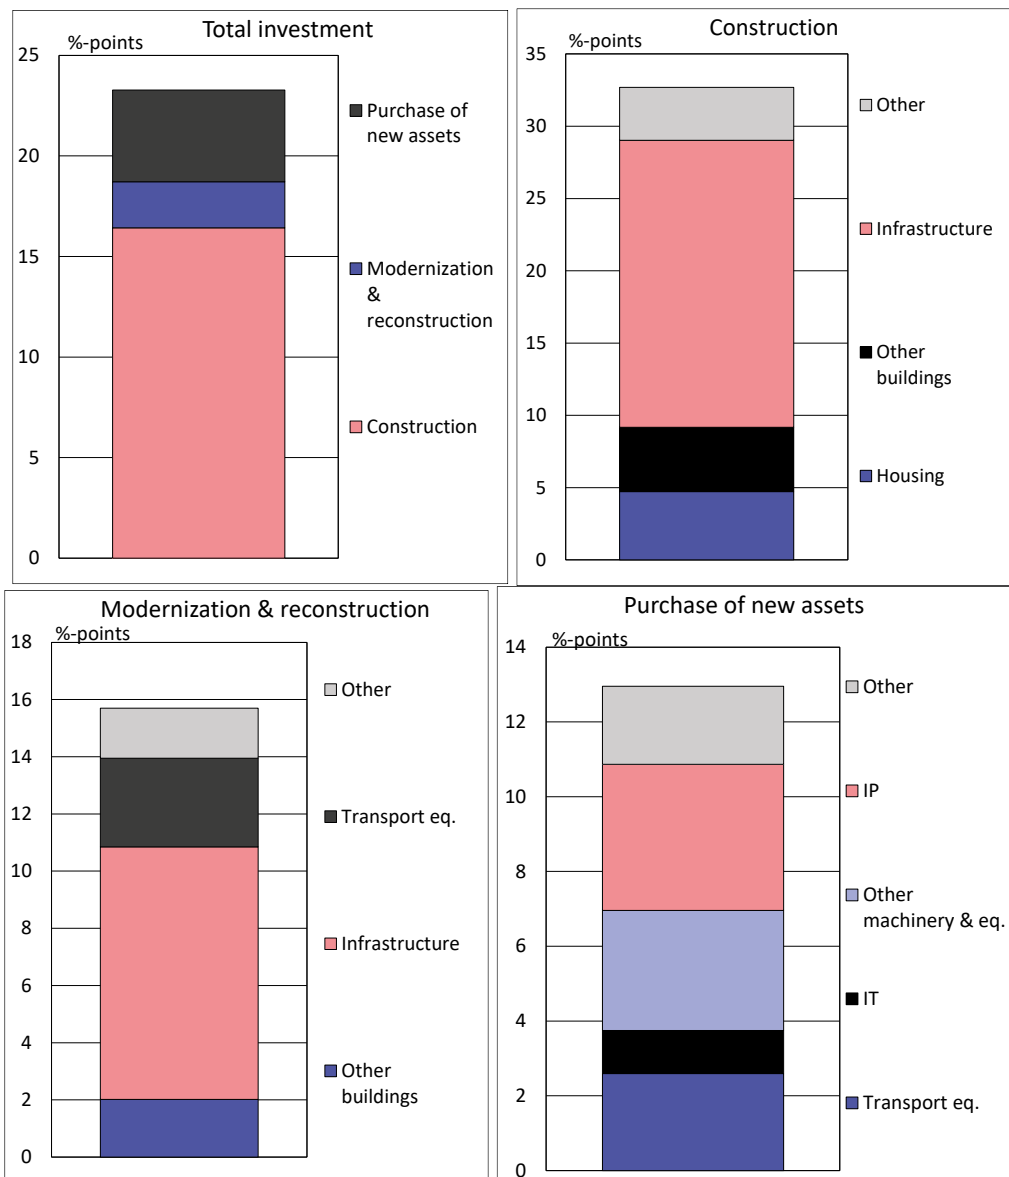 Total investment
%-points
25
20
15
10
5
0
Purchase of
new assets
Modernization
&
reconstruction
Construction
Construction
%-points
35
30
25
20
15
10
5
0
Other
Infrastructure
Other
buildings
Housing
Modernization & reconstruction
%-points
18
16
14
12
10
8
6
4
2
0
Other
Transport eq.
Infrastructure
Other
buildings
Purchase of new assets
%-points
14
12
10
8
6
4
2
0
Other
IP
Other
machinery & eq.
IT
Transport eq.